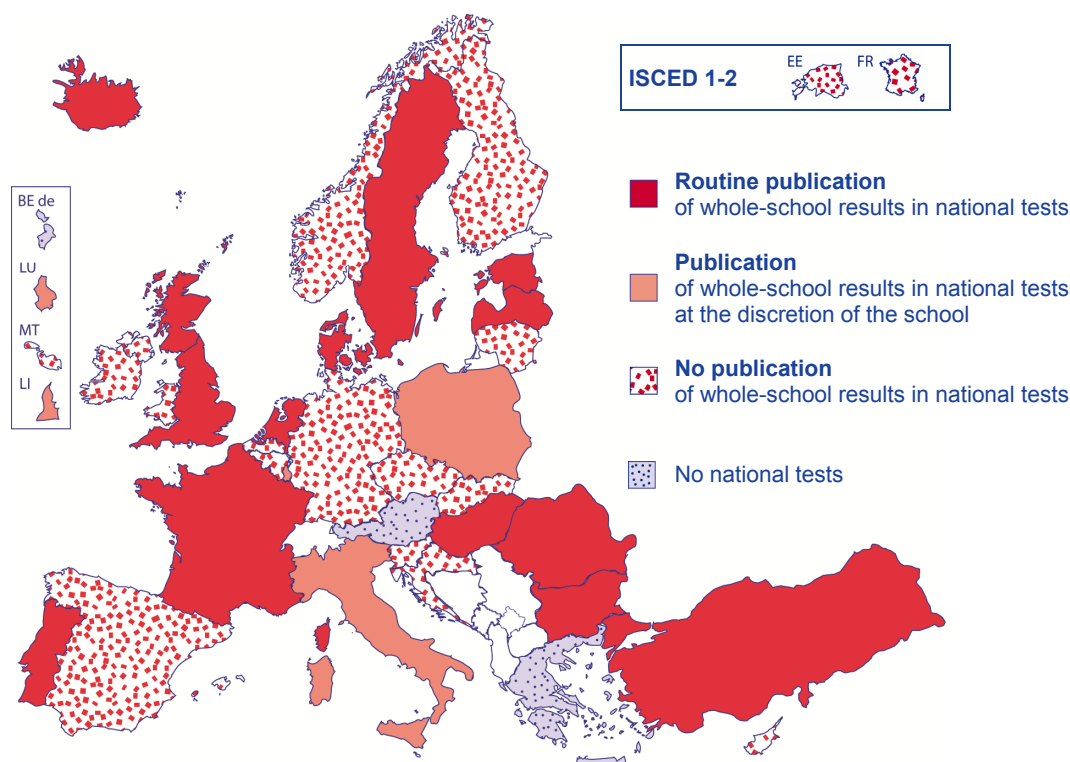 ISCED 1-2
EE
FR
BE de
LU
MT
LI
Routine publication
of whole-school results in national tests
Publication
of whole-school results in national tests
at the discretion of the school
No publication
of whole-school results in national tests
No national tests